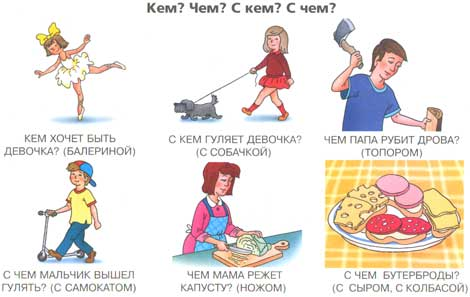 Кем? Чем? С кем? С чем?
КЕМ ХОЧЕТ БЫТЬ
ДЕВОЧКА? (БАЛЕРИНОЙ)
С КЕМ ГУЛЯЕТ ДЕВОЧКА?
(С СОБАЧКОЙ)
ЧЕМ ПАПА РУБИТ ДРОВА?
(ТОПОРОМ)
С ЧЕМ МАЛЬЧИК ВЫШЕЛ
ГУЛЯТЬ? (С САМОКАТОМ)
ЧЕМ МАМА РЕЖЕТ
КАПУСТУ? (НОЖОМ)
С ЧЕМ БУТЕРБРОДЫ?
(С СЫРОМ, С КОЛБАСОЙ)